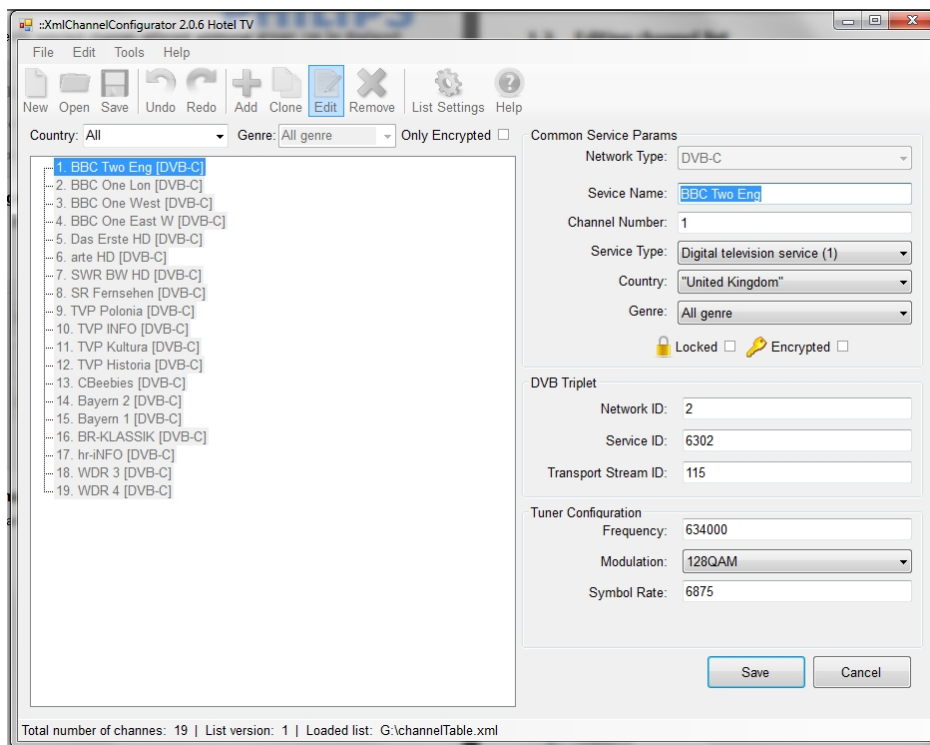 PHILIPS
::XmlChannelConfigurator 2.0.6 Hotel TV
File Edit Tools Help
New Open Save Undo Redo Add Clone Edit Remove List Settings Help
Country: All Genre: All genre Only Encrypted
1. BBC Two Eng [DVB-C]
2. BBC One Lon [DVB-C]
3. BBC One West [DVB-C]
4. BBC One East W [DVB-C]
5. Das Erste HD [DVB-C]
6. arte HD [DVB-C]
7. SWR BW HD [DVB-C]
8. SR Fernsehen [DVB-C]
9. TVP Polonia [DVB-C]
10. TVP INFO [DVB-C]
11. TVP Kultura [DVB-C]
12. TVP Historia [DVB-C]
13. CBeebies [DVB-C]
14. Bayern 2 [DVB-C]
15. Bayern 1 [DVB-C]
16. BR-KLASSIK [DVB-C]
17. hr-iNFO [DVB-C]
18. WDR 3 [DVB-C]
19. WDR 4 [DVB-C]
Common Service Params
Network Type: DVB-C
Sevice Name: BBC Two Eng
Channel Number: 1
Service Type: Digital television service (1)
Country: "United Kingdom"
Genre: All genre
Locked Encrypted
DVB Triplet
Network ID: 2
Service ID: 6302
Transport Stream ID: 115
Tuner Configuration
Frequency: 634000
Modulation: 128QAM
Symbol Rate: 6875
Save Cancel
Total number of channes: 19 | List version: 1 | Loaded list: G:\channelTable.xml